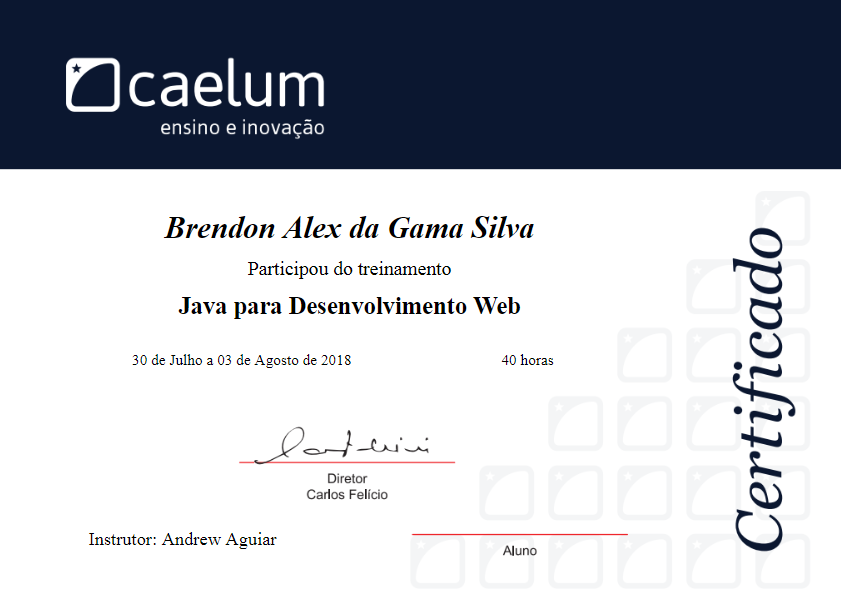 caelum
ensino e inovação
Brendon Alex da Gama Silva
Participou do treinamento
Java para Desenvolvimento Web
30 de Julho a 03 de Agosto de 2018 40 horas
Diretor
Carlos Felício
Instrutor: Andrew Aguiar
Aluno
Certificado